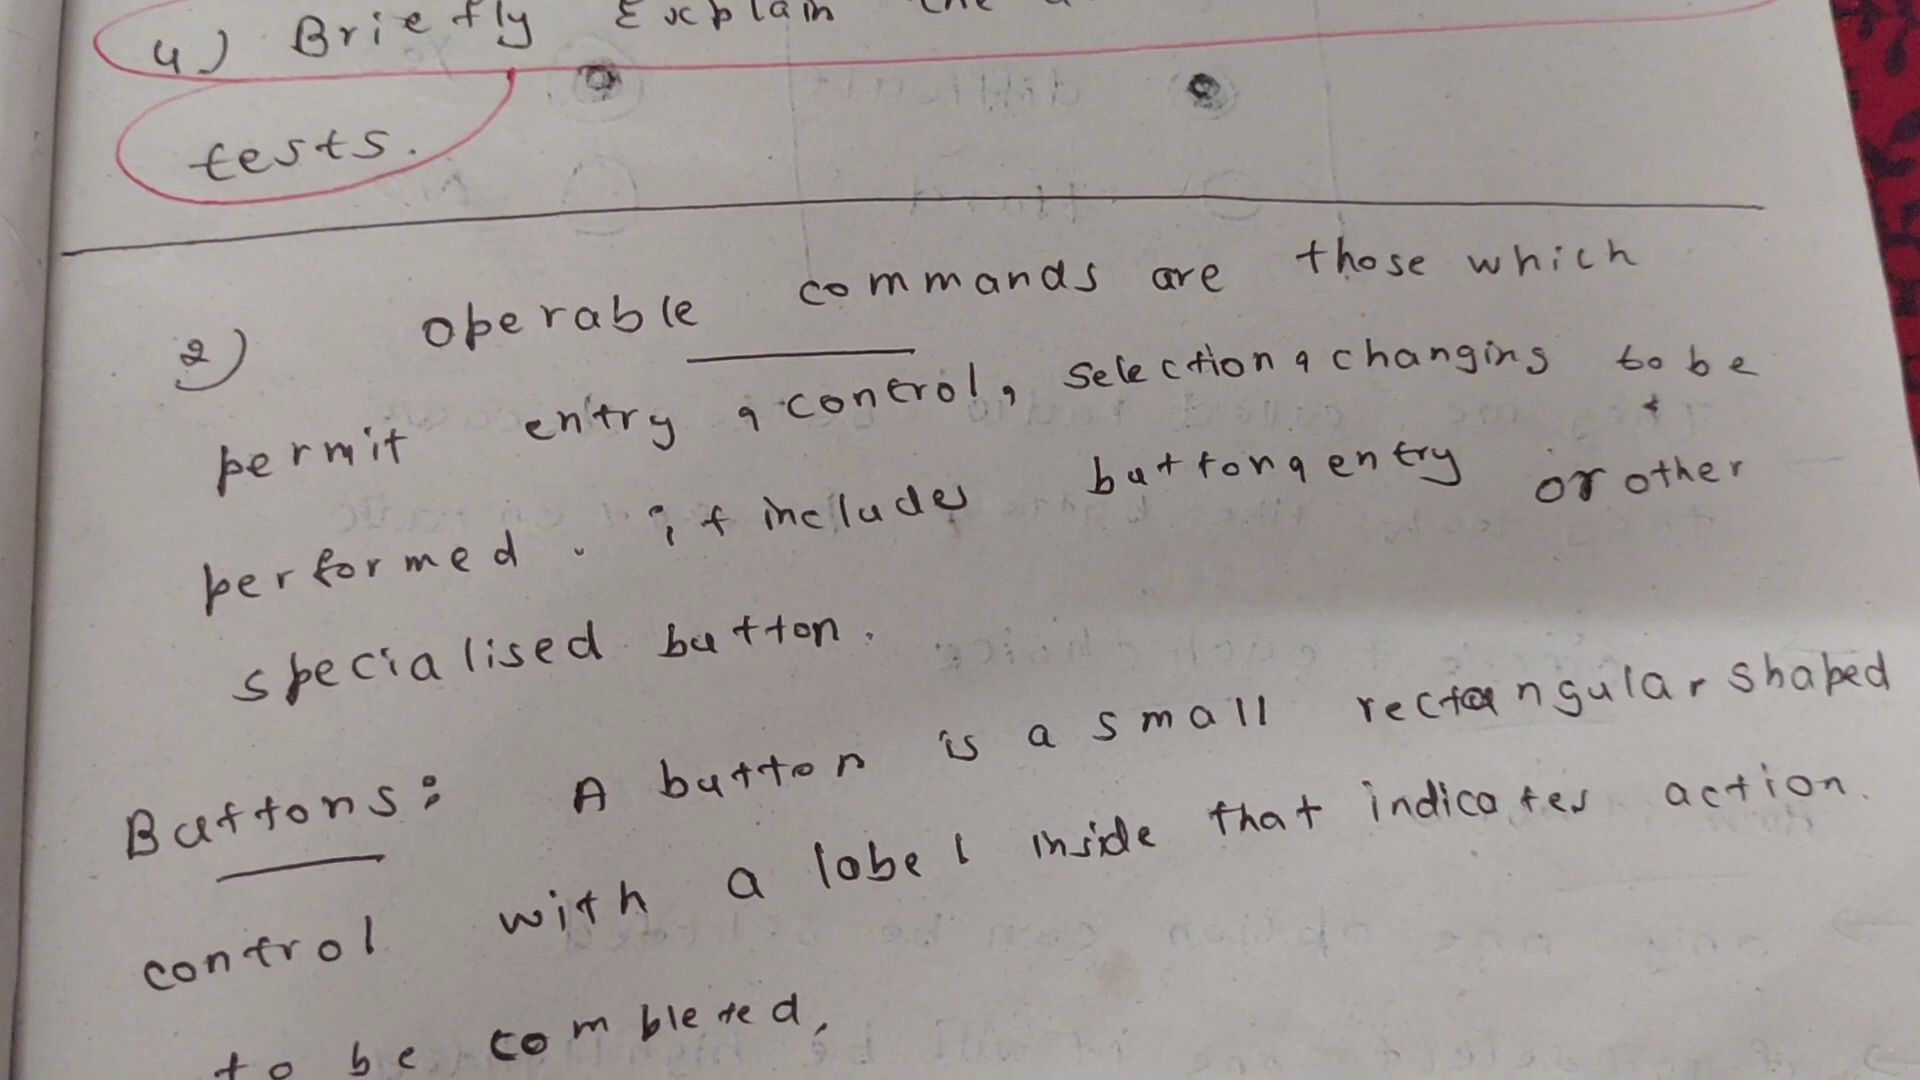 4) Briefly Explain the
tests.
2) operable commands are those which
permit entry, control, selection, changing to be
performed. it includes button, entry or other
specialised button.
Buttons: A button is a small rectangular shaped
control with a label inside that indicates action.
to be completed.